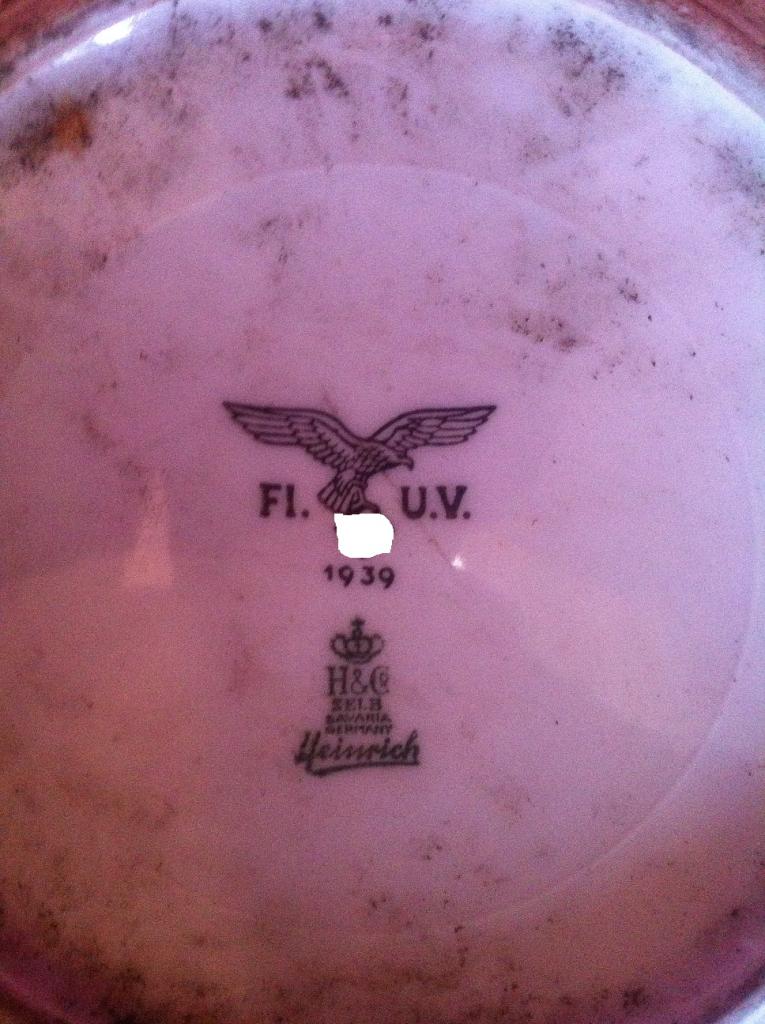 Fl. U.V.
1939
H&Co
SELB
BAVARIA
GERMANY
Heinrich